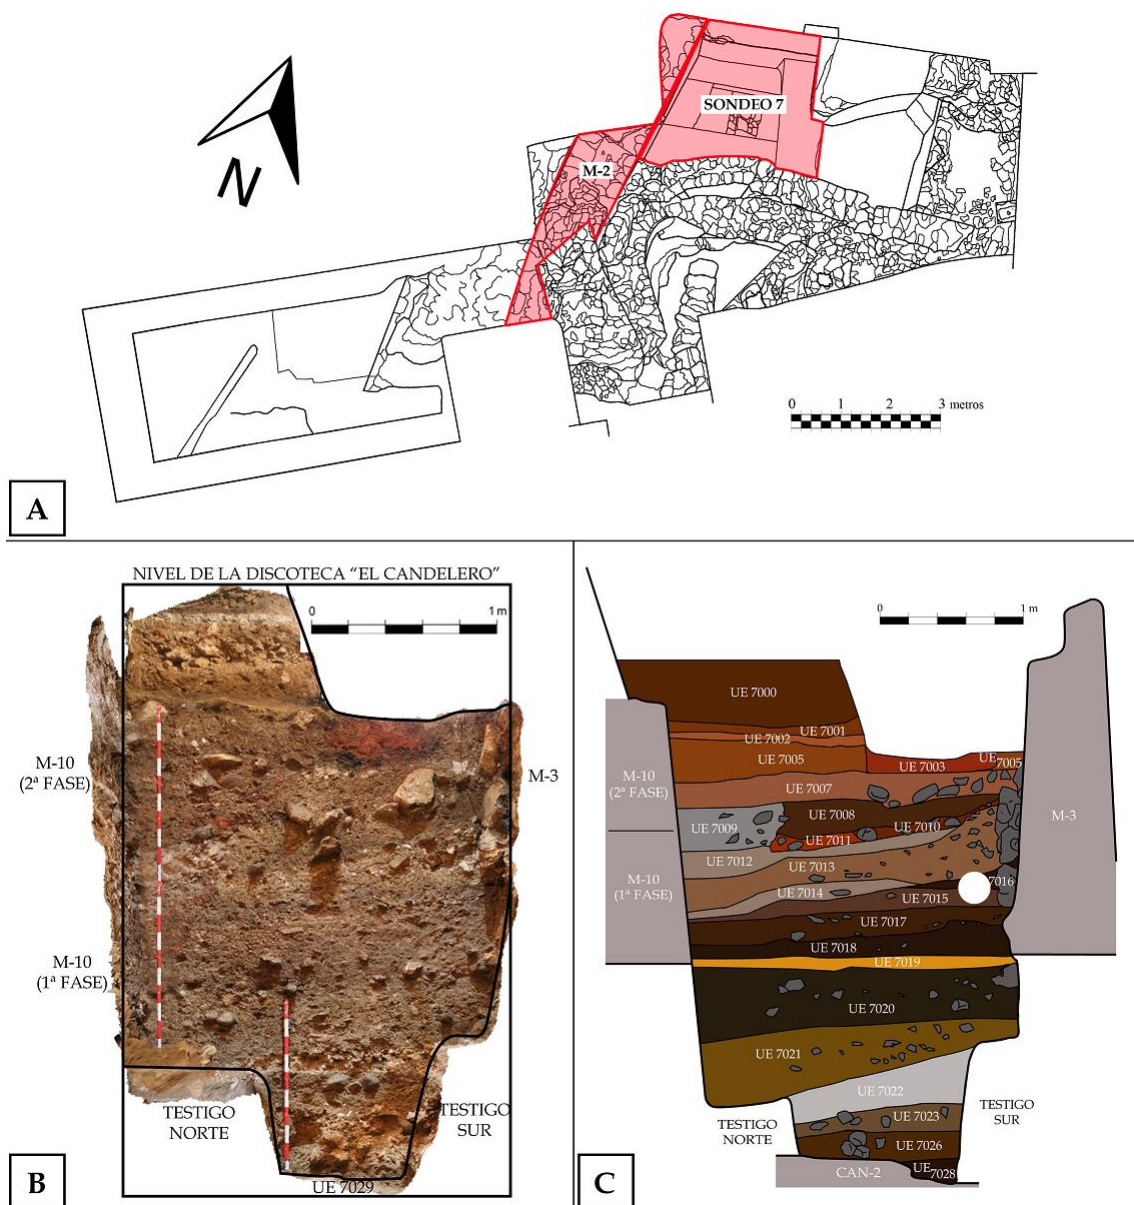 SONDEO 7
M-2
N
0 1 2 3 metros
A
NIVEL DE LA DISCOTECA “EL CANDELERO”
0 1 m
M-10
(2ª FASE)
M-3
M-10
(1ª FASE)
TESTIGO
NORTE
TESTIGO
SUR
UE 7029
B
0 1 m
UE 7000
UE 7001
UE 7002
UE 7005
UE 7003
UE 7005
M-10
(2ª FASE)
UE 7007
UE 7008
UE 7009
UE 7010
UE 7011
M-3
UE 7012
UE 7013
M-10
(1ª FASE)
UE 7014
UE 7015
7016
UE 7017
UE 7018
UE 7019
UE 7020
UE 7021
UE 7022
UE 7023
TESTIGO
NORTE
TESTIGO
SUR
UE 7026
CAN-2
UE 7028
C